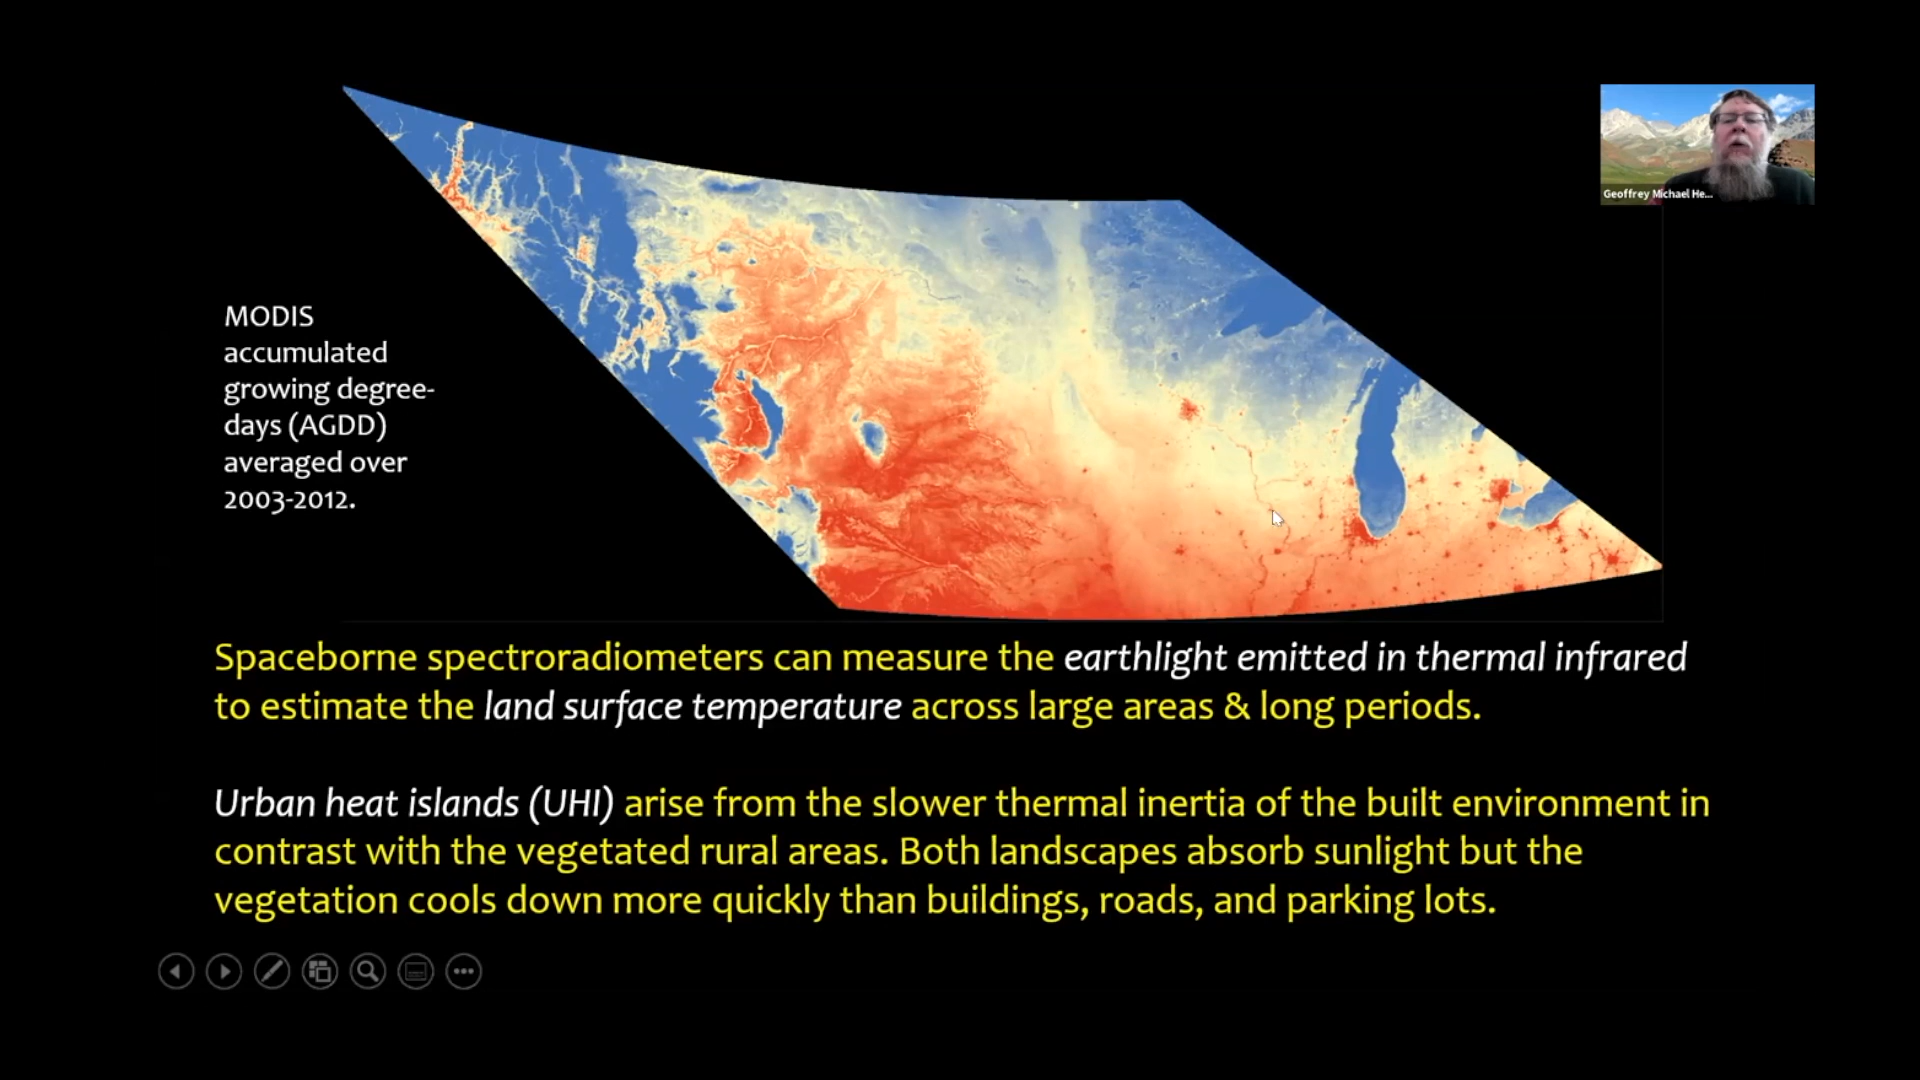 Geoffrey Michael He...
MODIS
accumulated
growing degree-
days (AGDD)
averaged over
2003-2012.
Spaceborne spectroradiometers can measure the earthlight emitted in thermal infrared
to estimate the land surface temperature across large areas & long periods.
Urban heat islands (UHI) arise from the slower thermal inertia of the built environment in
contrast with the vegetated rural areas. Both landscapes absorb sunlight but the
vegetation cools down more quickly than buildings, roads, and parking lots.